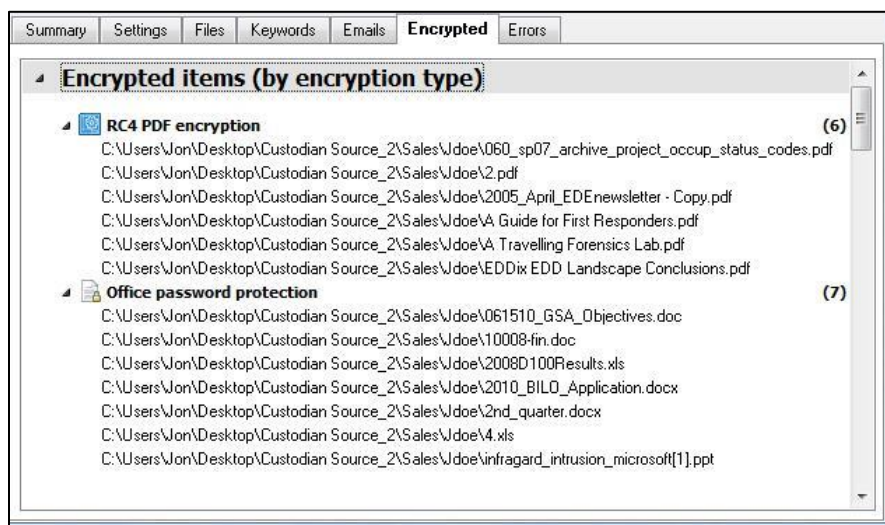 Summary Settings Files Keywords Emails Encrypted Errors
Encrypted items (by encryption type)
RC4 PDF encryption (6)
C:\Users\Jon\Desktop\Custodian Source_2\Sales\Jdoe\060_sp07_archive_project_occup_status_codes.pdf
C:\Users\Jon\Desktop\Custodian Source_2\Sales\Jdoe\2.pdf
C:\Users\Jon\Desktop\Custodian Source_2\Sales\Jdoe\2005_April_EDEnewsletter - Copy.pdf
C:\Users\Jon\Desktop\Custodian Source_2\Sales\Jdoe\A Guide for First Responders.pdf
C:\Users\Jon\Desktop\Custodian Source_2\Sales\Jdoe\A Travelling Forensics Lab.pdf
C:\Users\Jon\Desktop\Custodian Source_2\Sales\Jdoe\EDDix EDD Landscape Conclusions.pdf
Office password protection (7)
C:\Users\Jon\Desktop\Custodian Source_2\Sales\Jdoe\061510_GSA_Objectives.doc
C:\Users\Jon\Desktop\Custodian Source_2\Sales\Jdoe\10008-fin.doc
C:\Users\Jon\Desktop\Custodian Source_2\Sales\Jdoe\2008D100Results.xls
C:\Users\Jon\Desktop\Custodian Source_2\Sales\Jdoe\2010_BILO_Application.docx
C:\Users\Jon\Desktop\Custodian Source_2\Sales\Jdoe\2nd_quarter.docx
C:\Users\Jon\Desktop\Custodian Source_2\Sales\Jdoe\4.xls
C:\Users\Jon\Desktop\Custodian Source_2\Sales\Jdoe\infragard_intrusion_microsoft[1].ppt